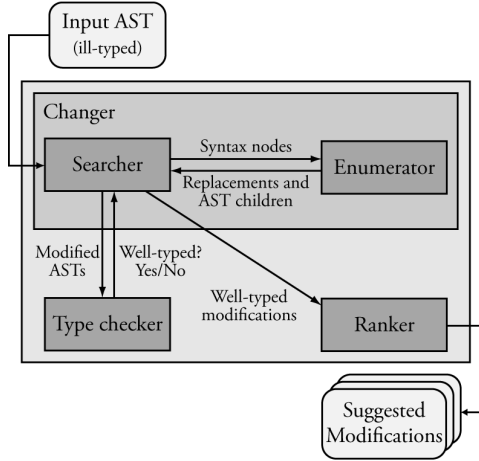 Input AST
(ill-typed)
Changer
Searcher
Syntax nodes
Enumerator
Replacements and
AST children
Modified
ASTs
Well-typed?
Yes/No
Well-typed
modifications
Type checker
Ranker
Suggested
Modifications